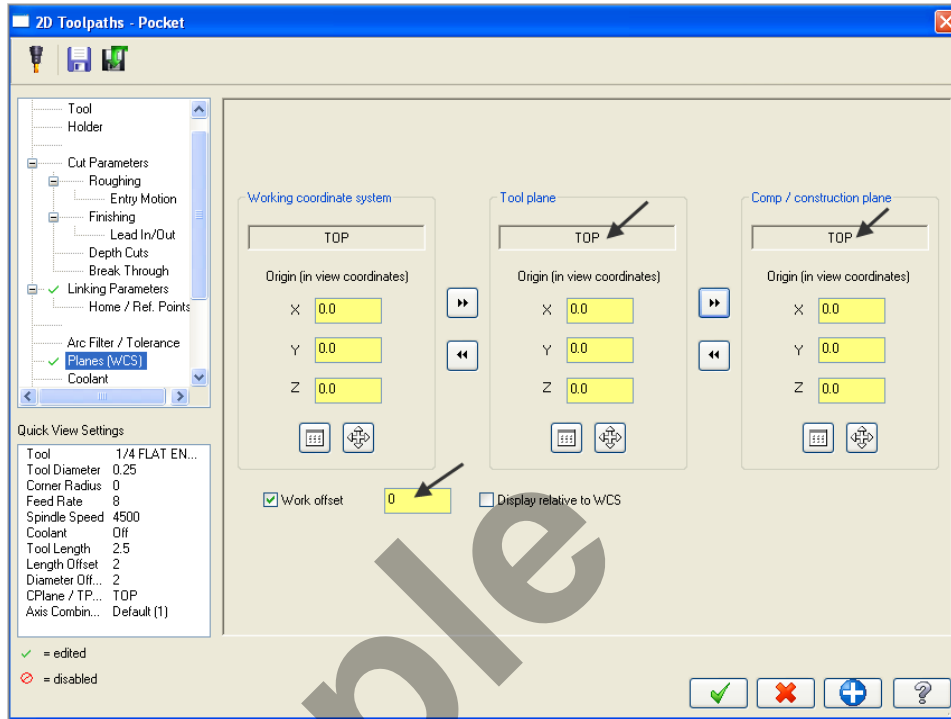 2D Toolpaths - Pocket
Tool
Holder
Cut Parameters
Roughing
Entry Motion
Finishing
Lead In/Out
Depth Cuts
Break Through
Linking Parameters
Home / Ref. Points
Arc Filter / Tolerance
Planes (WCS)
Coolant
Working coordinate system
TOP
Origin (in view coordinates)
X 0.0
Y 0.0
Z 0.0
Tool plane
TOP
Origin (in view coordinates)
X 0.0
Y 0.0
Z 0.0
Comp / construction plane
TOP
Origin (in view coordinates)
X 0.0
Y 0.0
Z 0.0
Work offset 0 Display relative to WCS
Quick View Settings
Tool 1/4 FLAT EN...
Tool Diameter 0.25
Corner Radius 0
Feed Rate 8
Spindle Speed 4500
Coolant Off
Tool Length 2.5
Length Offset 2
Diameter Off... 2
CPlane / TP... TOP
Axis Combin... Default (1)
= edited
= disabled
ple